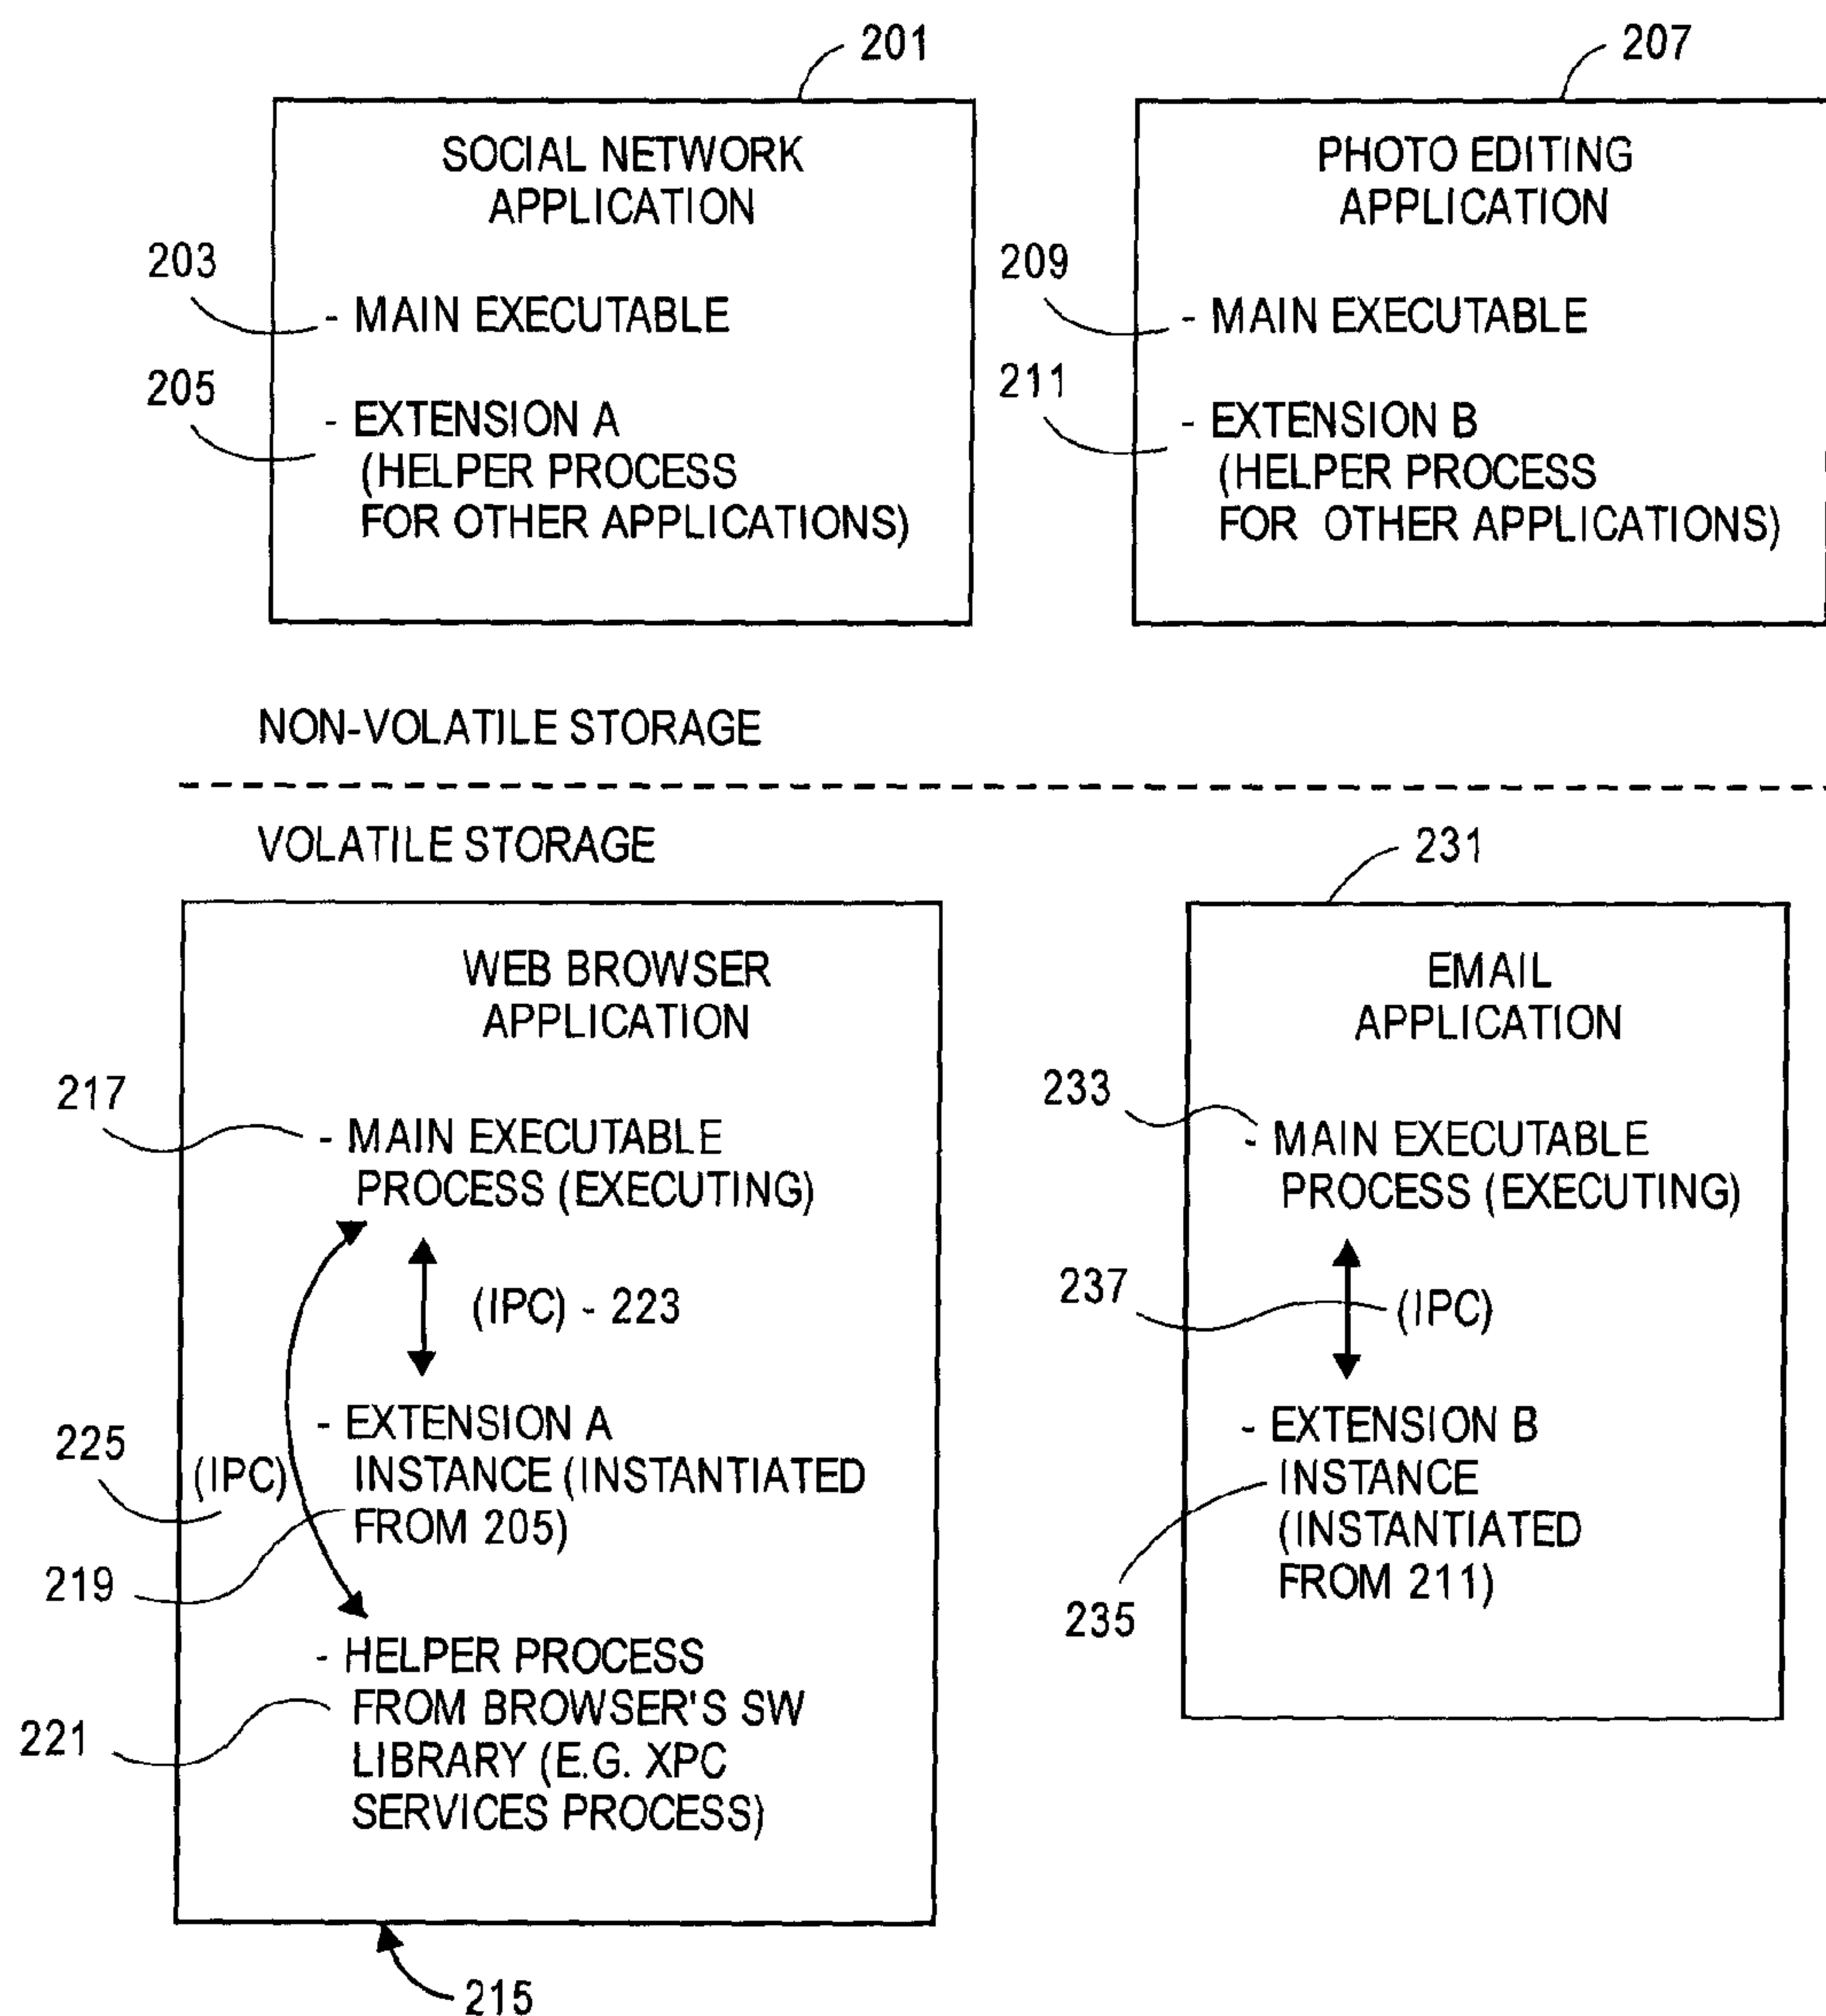 201
207
SOCIAL NETWORK
APPLICATION
203
- MAIN EXECUTABLE
205
- EXTENSION A
(HELPER PROCESS
FOR OTHER APPLICATIONS)
PHOTO EDITING
APPLICATION
209
- MAIN EXECUTABLE
211
- EXTENSION B
(HELPER PROCESS
FOR OTHER APPLICATIONS)
NON-VOLATILE STORAGE
VOLATILE STORAGE
WEB BROWSER
APPLICATION
217
- MAIN EXECUTABLE
PROCESS (EXECUTING)
(IPC) - 223
- EXTENSION A
INSTANCE (INSTANTIATED
FROM 205)
225
(IPC)
219
- HELPER PROCESS
FROM BROWSER'S SW
LIBRARY (E.G. XPC
SERVICES PROCESS)
221
215
231
EMAIL
APPLICATION
233
- MAIN EXECUTABLE
PROCESS (EXECUTING)
237
(IPC)
- EXTENSION B
INSTANCE
(INSTANTIATED
FROM 211)
235